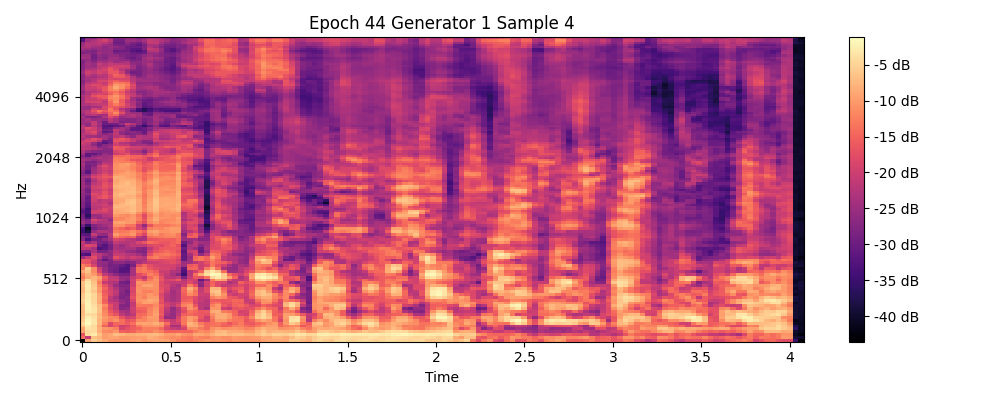 Epoch 44 Generator 1 Sample 4
Hz
4096
2048
1024
512
0
0
0.5
1
1.5
2
2.5
3
3.5
4
Time
-5 dB
-10 dB
-15 dB
-20 dB
-25 dB
-30 dB
-35 dB
-40 dB